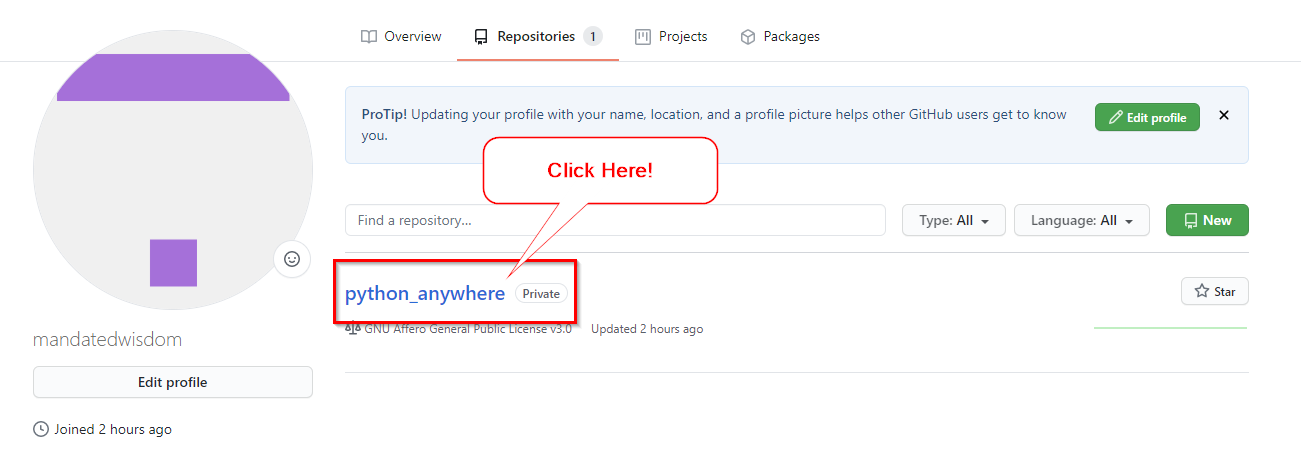 Overview Repositories 1 Projects Packages
ProTip! Updating your profile with your name, location, and a profile picture helps other GitHub users get to know
you.
Edit profile
Click Here!
Find a repository...
Type: All
Language: All
New
python_anywhere Private
Star
GNU Affero General Public License v3.0 Updated 2 hours ago
mandatedwisdom
Edit profile
Joined 2 hours ago